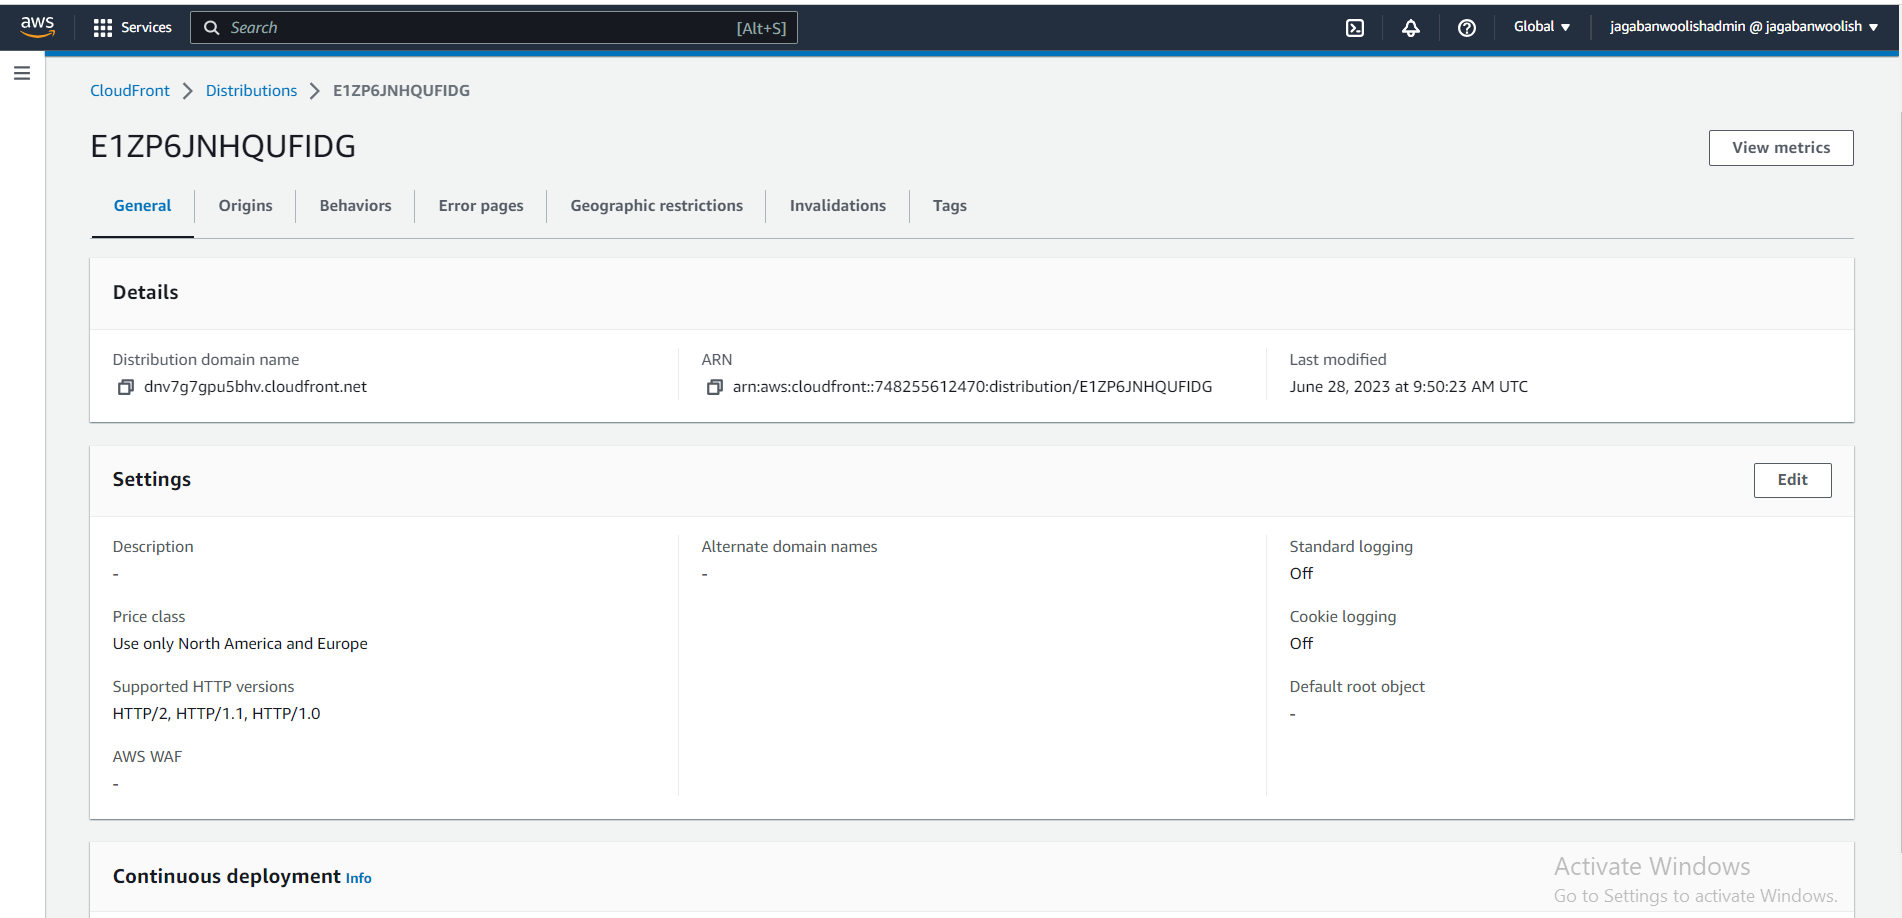 aws Services Search [Alt+S] Global jagabanwoolishadmin @ jagabanwoolish
CloudFront Distributions E1ZP6JNHQUFIDG
E1ZP6JNHQUFIDG
View metrics
General Origins Behaviors Error pages Geographic restrictions Invalidations Tags
Details
Distribution domain name
dnv7g7gpu5bhv.cloudfront.net
ARN
arn:aws:cloudfront::748255612470:distribution/E1ZP6JNHQUFIDG
Last modified
June 28, 2023 at 9:50:23 AM UTC
Settings
Edit
Description
-
Price class
Use only North America and Europe
Supported HTTP versions
HTTP/2, HTTP/1.1, HTTP/1.0
AWS WAF
-
Alternate domain names
-
Standard logging
Off
Cookie logging
Off
Default root object
-
Continuous deployment Info
Activate Windows
Go to Settings to activate Windows.